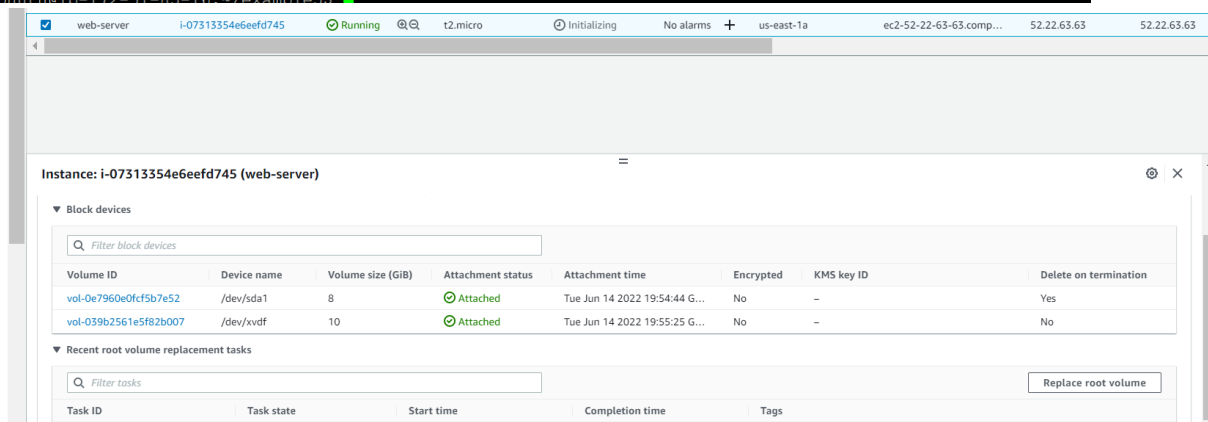 web-server i-07313354e6eefd745 Running t2.micro Initializing No alarms + us-east-1a ec2-52-22-63-63.comp... 52.22.63.63 52.22.63.63
Instance: i-07313354e6eefd745 (web-server)
Block devices
Filter block devices
Volume ID Device name Volume size (GiB) Attachment status Attachment time Encrypted KMS key ID Delete on termination
vol-0e7960e0fcf5b7e52 /dev/sda1 8 Attached Tue Jun 14 2022 19:54:44 G... No – Yes
vol-039b2561e5f82b007 /dev/xvdf 10 Attached Tue Jun 14 2022 19:55:25 G... No – No
Recent root volume replacement tasks
Filter tasks Replace root volume
Task ID Task state Start time Completion time Tags